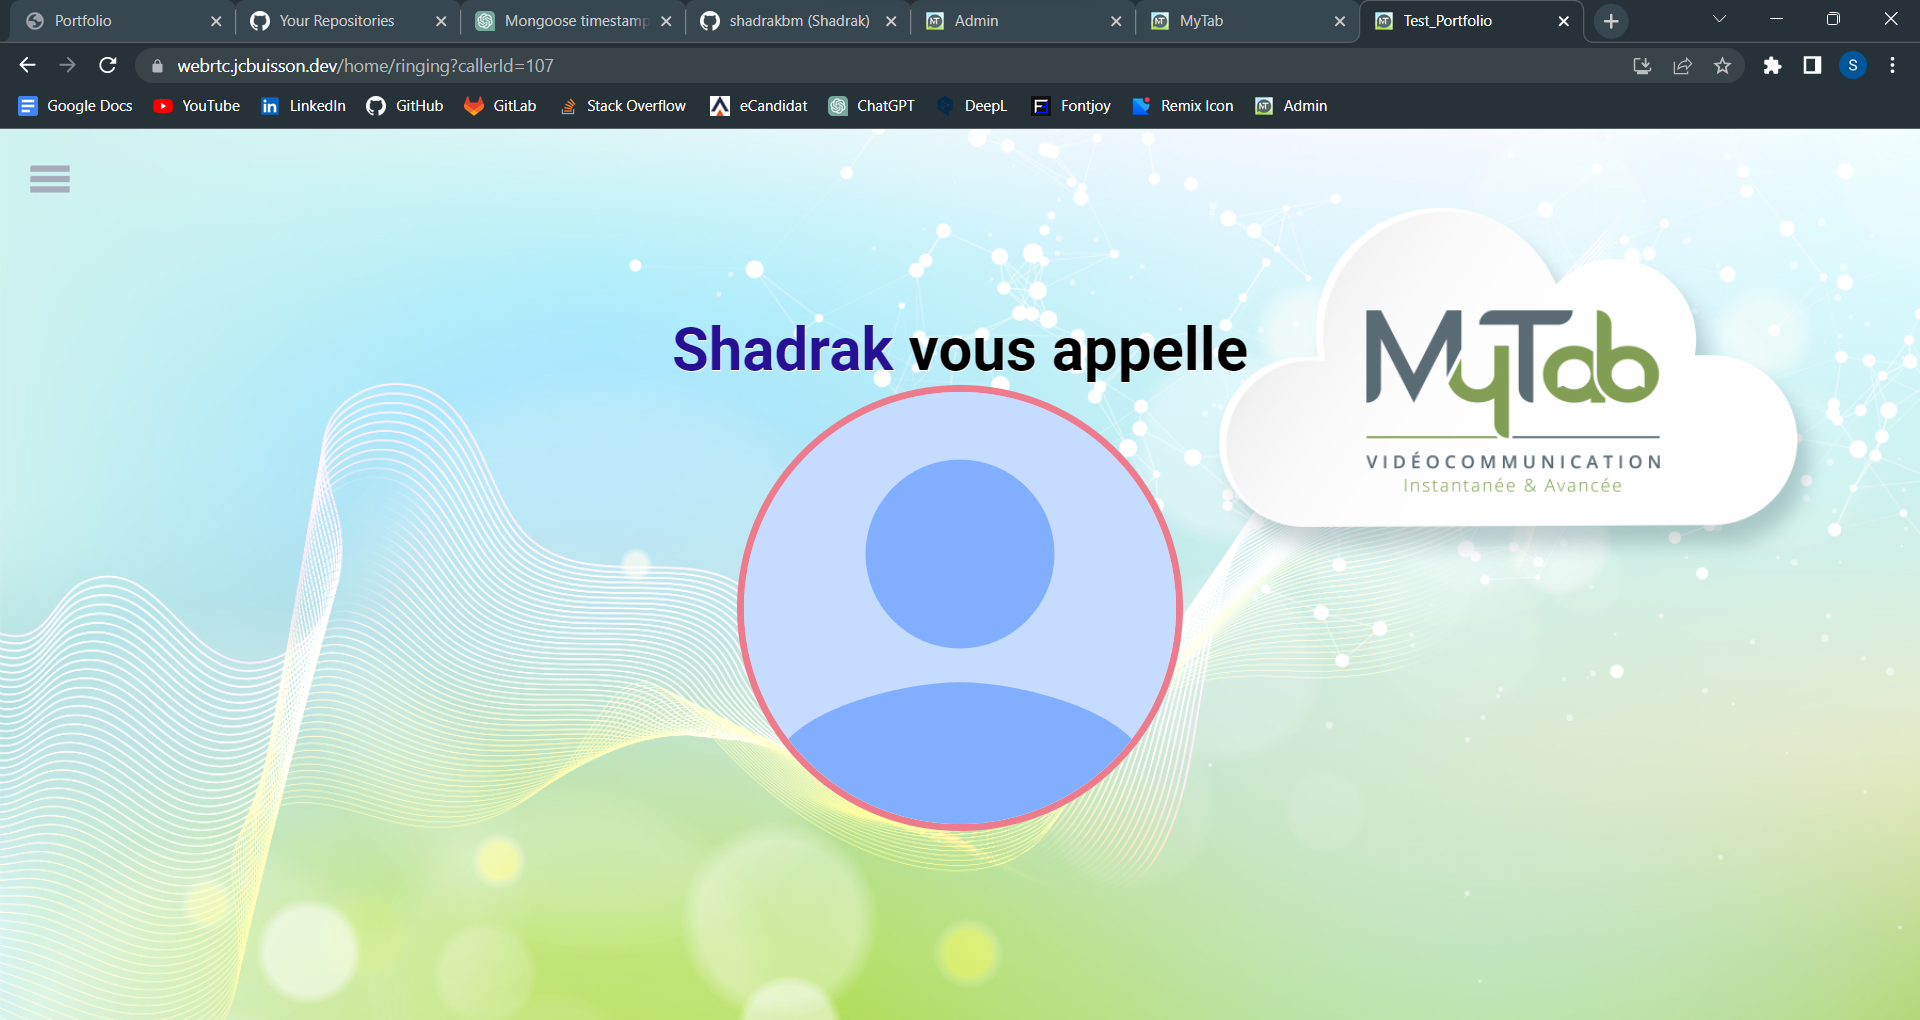 Portfolio
Your Repositories
Mongoose timestamp
shadrakbm (Shadrak)
Admin
MyTab
Test_Portfolio
webrtc.jcbuisson.dev/home/ringing?callerId=107
S
Google Docs
YouTube
LinkedIn
GitHub
GitLab
Stack Overflow
eCandidat
ChatGPT
DeepL
Fontjoy
Remix Icon
Admin
Shadrak vous appelle
MyTab
VIDÉOCOMMUNICATION
Instantanée & Avancée